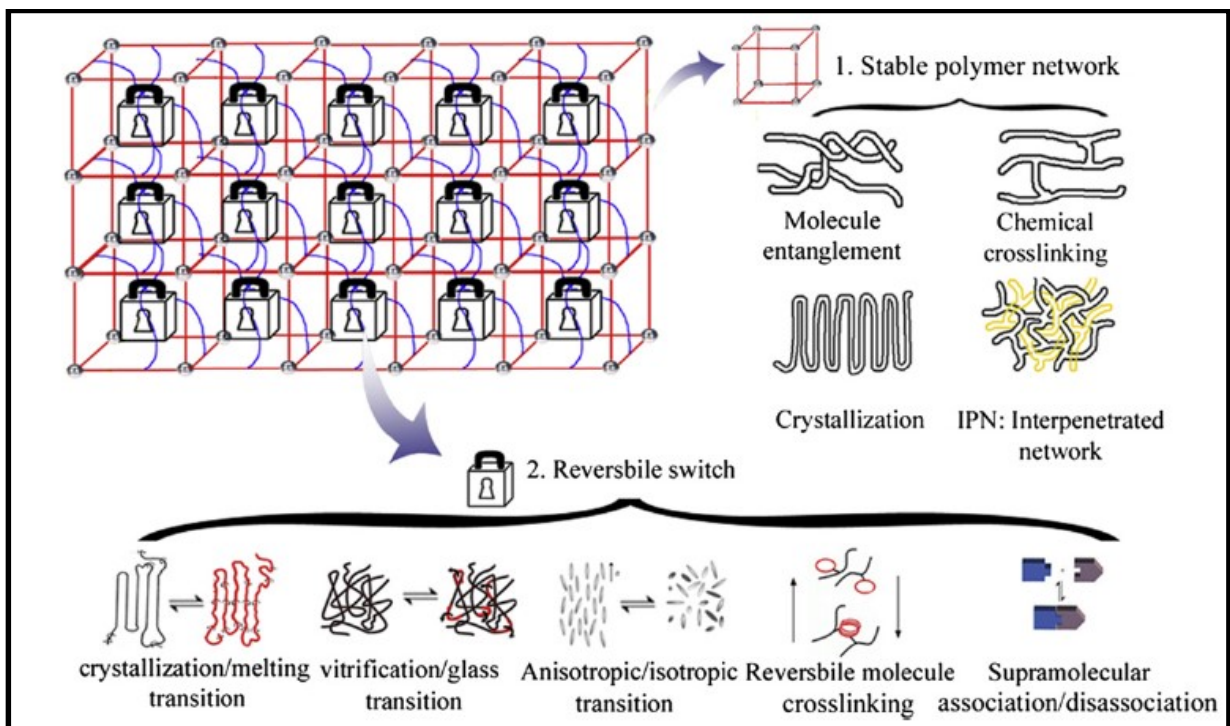 1. Stable polymer network
Molecule
entanglement
Chemical
crosslinking
Crystallization
IPN: Interpenetrated
network
2. Reversbile switch
crystallization/melting
transition
vitrification/glass
transition
Anisotropic/isotropic
transition
Reversbile molecule
crosslinking
Supramolecular
association/disassociation